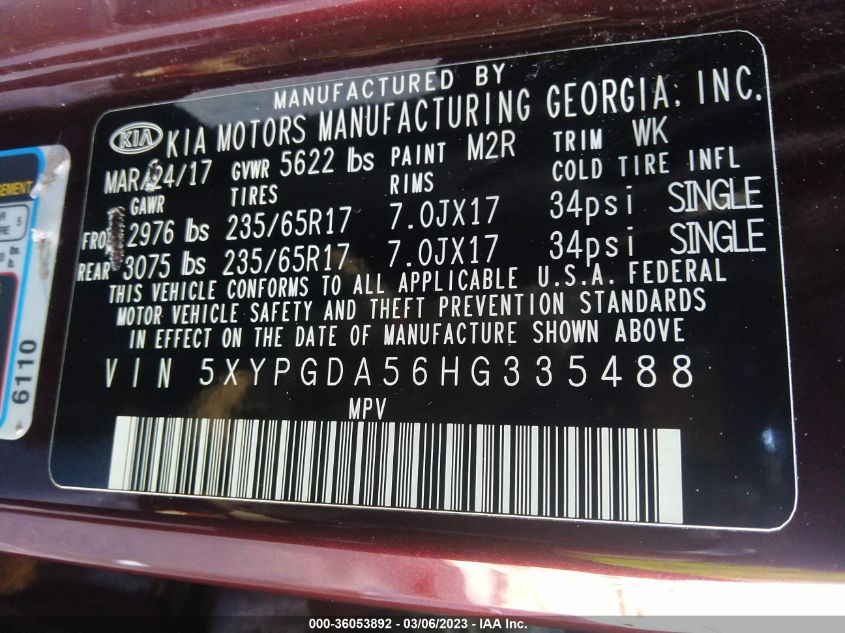 MANUFACTURED BY
KIA KIA MOTORS MANUFACTURING GEORGIA, INC.
MAR/24/17 GVWR 5622 lbs PAINT M2R TRIM WK
GAWR TIRES RIMS COLD TIRE INFL
2976 lbs 235/65R17 7.0JX17 34psi SINGLE
REAR 3075 lbs 235/65R17 7.0JX17 34psi SINGLE
THIS VEHICLE CONFORMS TO ALL APPLICABLE U.S.A. FEDERAL
MOTOR VEHICLE SAFETY AND THEFT PREVENTION STANDARDS
IN EFFECT ON THE DATE OF MANUFACTURE SHOWN ABOVE
VIN 5XYPGDA56HG335488
MPV
6110
000-36053892 - 03/06/2023 - IAA Inc.